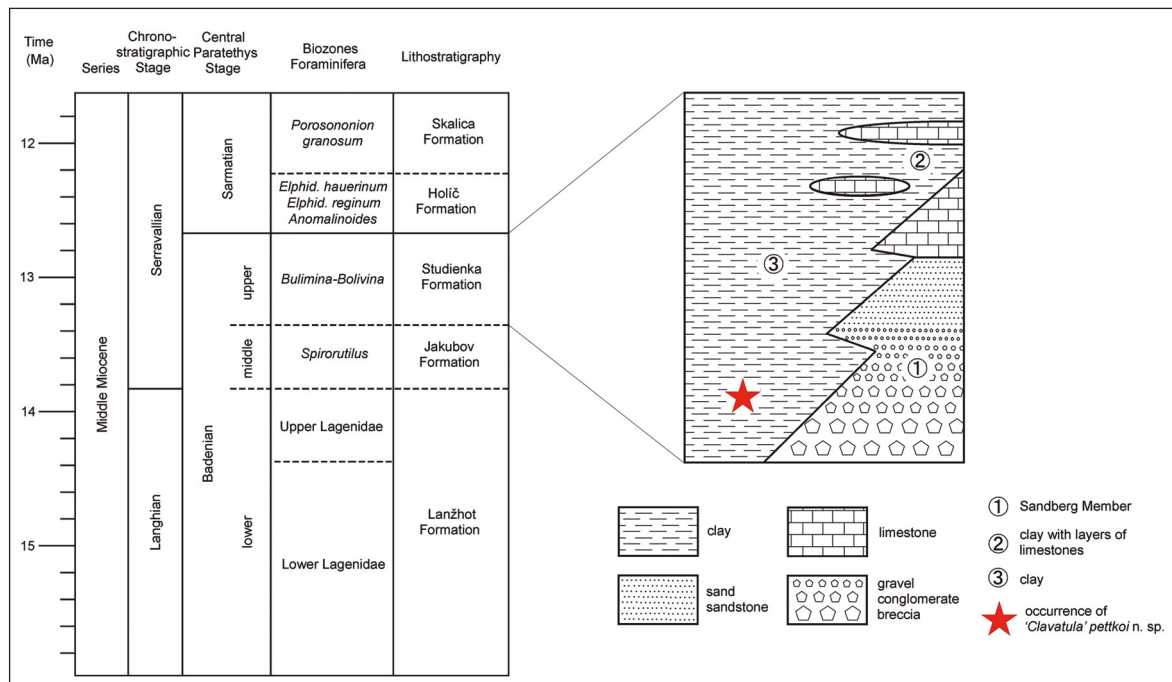 Time
(Ma)
Series
Chrono-
stratigraphic
Stage
Central
Paratethys
Stage
Biozones
Foraminifera
Lithostratigraphy
12
13
14
15
Middle Miocene
Serravallian
Langhian
Sarmatian
Badenian
upper
middle
lower
Porosononion
granosum
Elphid. hauerinum
Elphid. reginum
Anomalinoides
Bulimina-Bolivina
Spirorutilus
Upper Lagenidae
Lower Lagenidae
Skalica
Formation
Holíč
Formation
Studienka
Formation
Jakubov
Formation
Lanžhot
Formation
2
3
1
clay
limestone
sand
sandstone
gravel
conglomerate
breccia
1 Sandberg Member
2 clay with layers of
limestones
3 clay
occurrence of
'Clavatula' pettkoi n. sp.